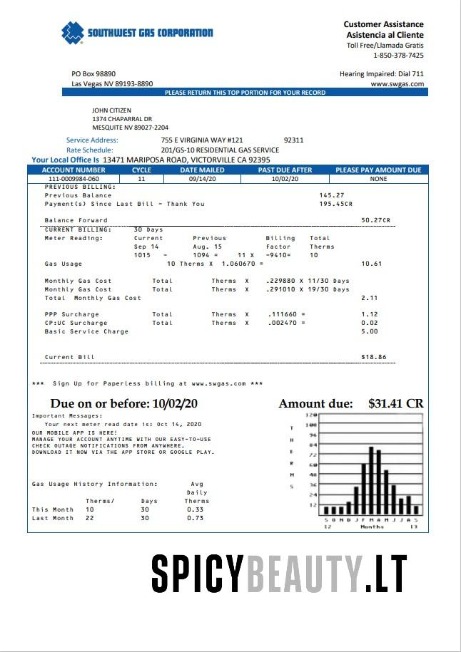 SOUTHWEST GAS CORPORATION
Customer Assistance
Asistencia al Cliente
Toll Free/Llamada Gratis
1-850-378-7425
PO Box 98890
Las Vegas NV 89193-8890
Hearing Impaired: Dial 711
www.swgas.com
PLEASE RETURN THIS TOP PORTION FOR YOUR RECORD
JOHN CITIZEN
1374 CHAPARRAL DR
MESQUITE NV 89027-2204
Service Address: 755 E VIRGINIA WAY #121 92311
Rate Schedule: 201/GS-10 RESIDENTIAL GAS SERVICE
Your Local Office Is 13471 MARIPOSA ROAD, VICTORVILLE CA 92395
ACCOUNT NUMBER CYCLE DATE MAILED PAST DUE AFTER PLEASE PAY AMOUNT DUE
111-0009984-060 11 09/14/20 10/02/20 NONE
PREVIOUS BILLING:
Previous Balance 145.27
Payment(s) Since Last Bill - Thank You 195.45CR
Balance Forward 50.27CR
CURRENT BILLING: 30 Days
Meter Reading: Current Previous Billing Total
Sep 14 Aug. 15 Factor Therms
1015 - 1094 = 11 X -9410= 10
Gas Usage 10 Therms X 1.060670 = 10.61
Monthly Gas Cost Total Therms X .229880 X 11/30 Days
Monthly Gas Cost Total Therms X .291010 X 19/30 Days
Total Monthly Gas Cost 2.11
PPP Surcharge Total Therms X .111660 = 1.12
CP:UC Surcharge Total Therms X .002470 = 0.02
Basic Service Charge 5.00
Current Bill $18.86
*** Sign Up for Paperless billing at www.swgas.com ***
Due on or before: 10/02/20 Amount due: $31.41 CR
Important Messages:
Your next meter read date is: Oct 14, 2020
OUR MOBILE APP IS HERE!
MANAGE YOUR ACCOUNT ANYTIME WITH OUR EASY-TO-USE
CHECK OUTAGE NOTIFICATIONS FROM ANYWHERE.
DOWNLOAD IT NOW VIA THE APP STORE OR GOOGLE PLAY.
Gas Usage History Information: Avg
Daily
Therms/ Days Therms
This Month 10 30 0.33
Last Month 22 30 0.73
THERMS
120
108
96
84
72
60
48
36
24
12
S O N D J F M A M J J A S
12 Months 13
SPICYBEAUTY.LT